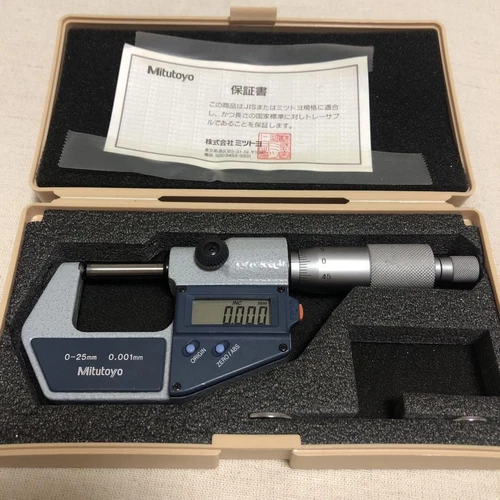 Mitutoyo
保証書
この商品はJISまたはミツトヨ規格に適合
し、かつ長さの国家標準に対しトレーサブ
ルであることを保証します。
株式会社ミツトヨ
0
45
INC mm
0.000
ORIGIN
ZERO/ABS
0-25mm 0.001mm
Mitutoyo